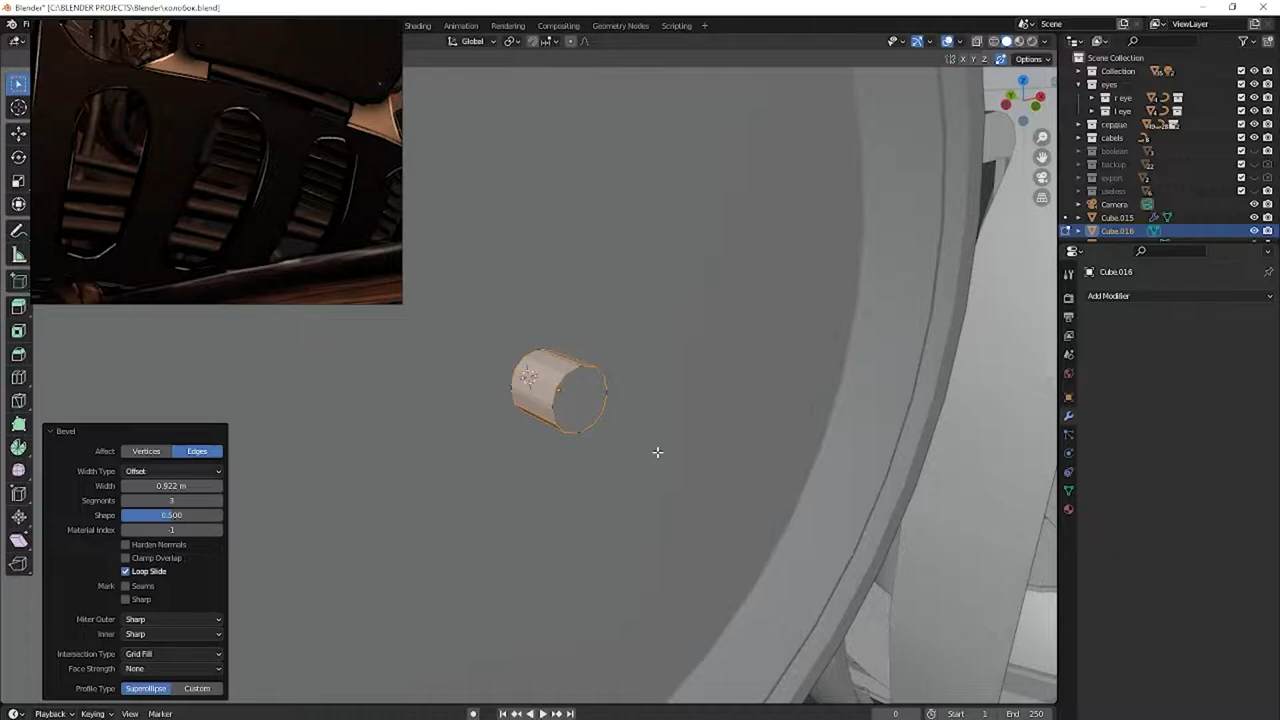 Blender* [C:\BLENDER PROJECTS\Blender\колобок.blend]
Fi
Shading Animation Rendering Compositing Geometry Nodes Scripting +
Scene
ViewLayer
Global
X Y Z
Options
Scene Collection
Collection
eyes
r eye
l eye
сердце
cabels
boolean
backup
export
useless
Camera
Cube.015
Cube.016
Cube.016
Add Modifier
Bevel
Affect Vertices Edges
Width Type Offset
Width 0.922 m
Segments 3
Shape 0.500
Material Index -1
Harden Normals
Clamp Overlap
Loop Slide
Mark Seams
Sharp
Miter Outer Sharp
Inner Sharp
Intersection Type Grid Fill
Face Strength None
Profile Type Superellipse Custom
Playback Keying View Marker
0 Start 1 End 250